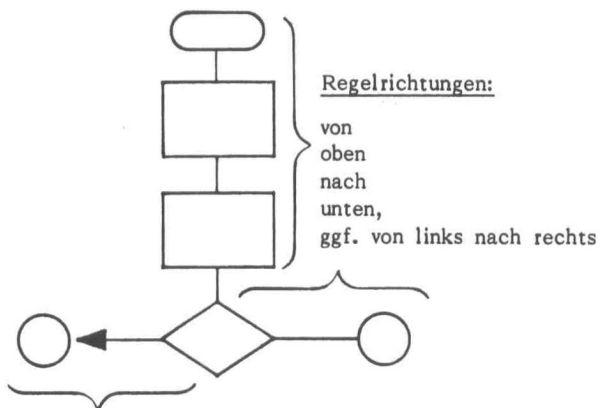 Regelrichtungen:
von
oben
nach
unten,
ggf. von links nach rechts